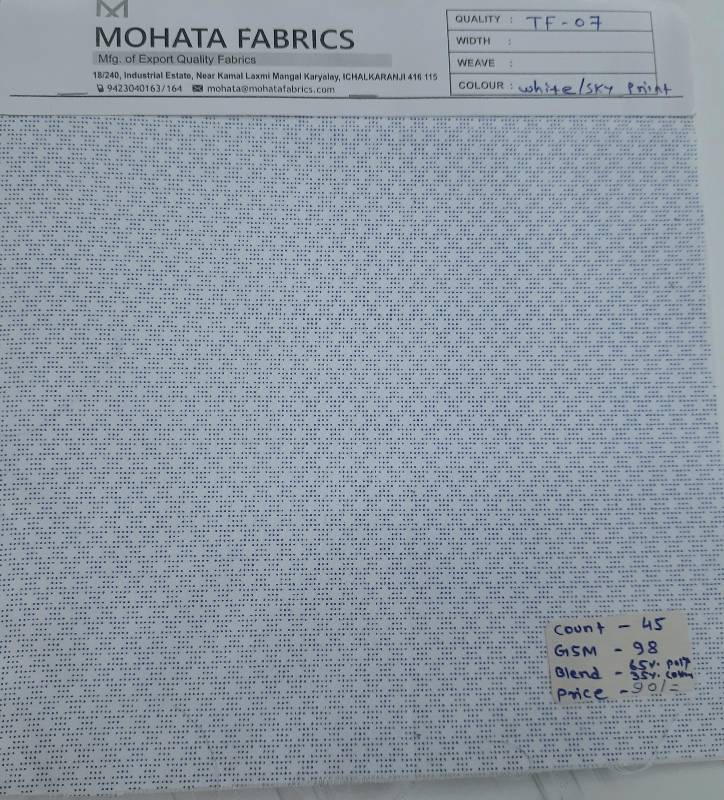 MOHATA FABRICS
Mfg. of Export Quality Fabrics
18/240, Industrial Estate, Near Kamal Laxmi Mangal Karyalay, ICHALKARANJI 416 115
9423040163/164 mohata@mohatafabrics.com
QUALITY : TF-07
WIDTH :
WEAVE :
COLOUR : white/sky Print
Count - 45
GSM - 98
Blend - 65% Poly
35% Cotton
Price - 90/=